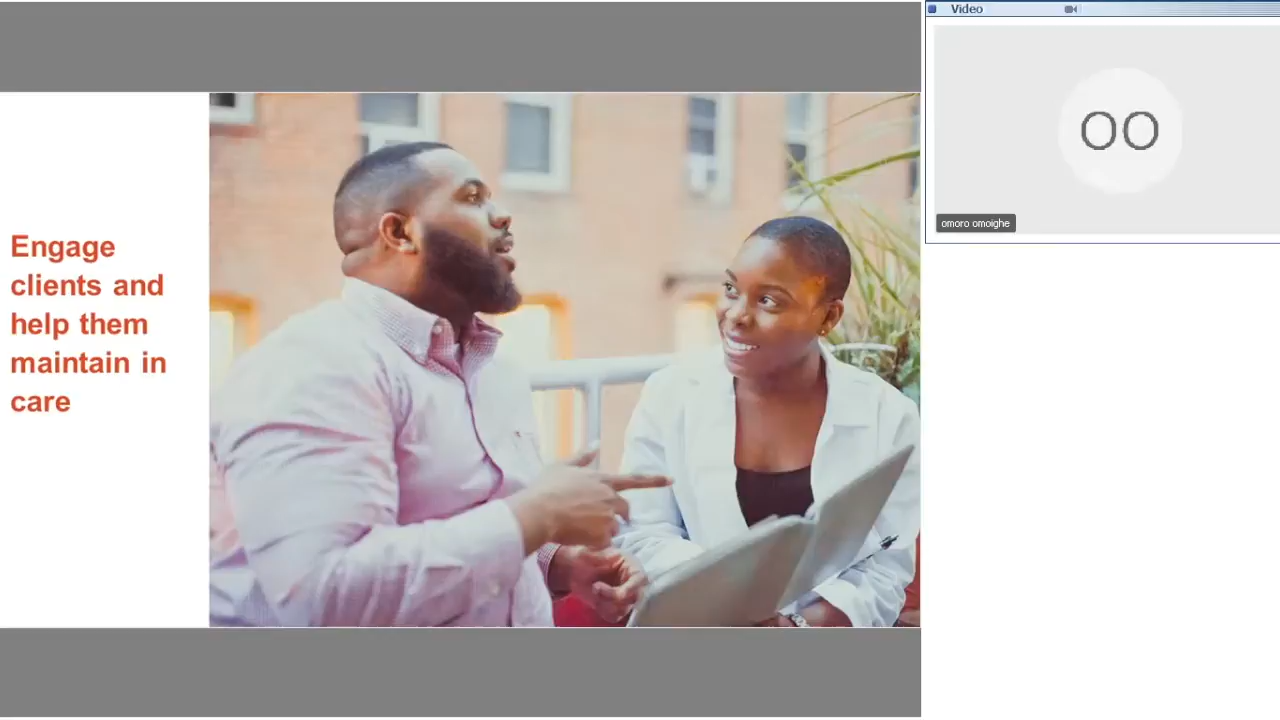 Engage
clients and
help them
maintain in
care
Video
OO
omoro omoighe